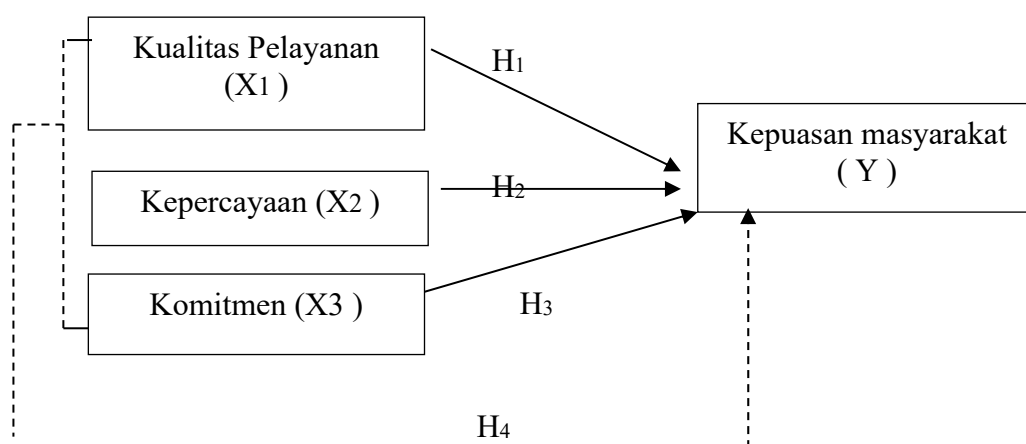 Kualitas Pelayanan
(X1 )
H1
Kepuasan masyarakat
( Y )
Kepercayaan (X2 )
H2
Komitmen (X3 )
H3
H4